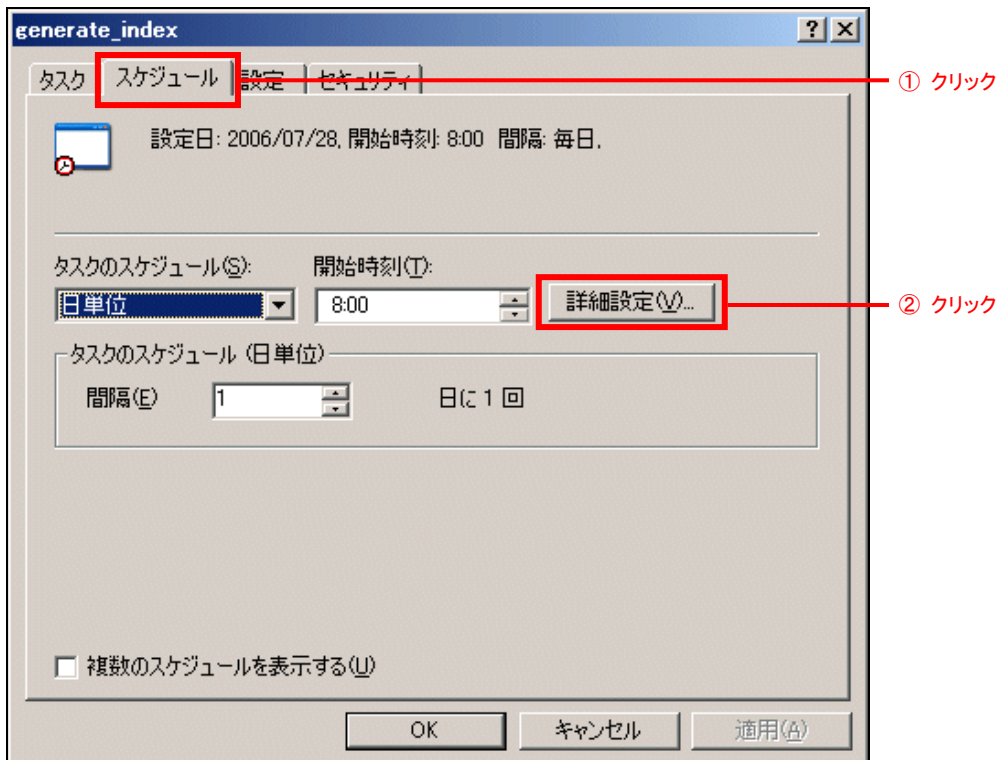 generate_index
タスク スケジュール 設定 セキュリティ
① クリック
設定日: 2006/07/28, 開始時刻: 8:00 間隔: 毎日,
タスクのスケジュール(S): 開始時刻(T):
日単位 8:00 詳細設定(V)...
② クリック
タスクのスケジュール (日単位)
間隔(E) 1 日に 1 回
複数のスケジュールを表示する(U)
OK キャンセル 適用(A)